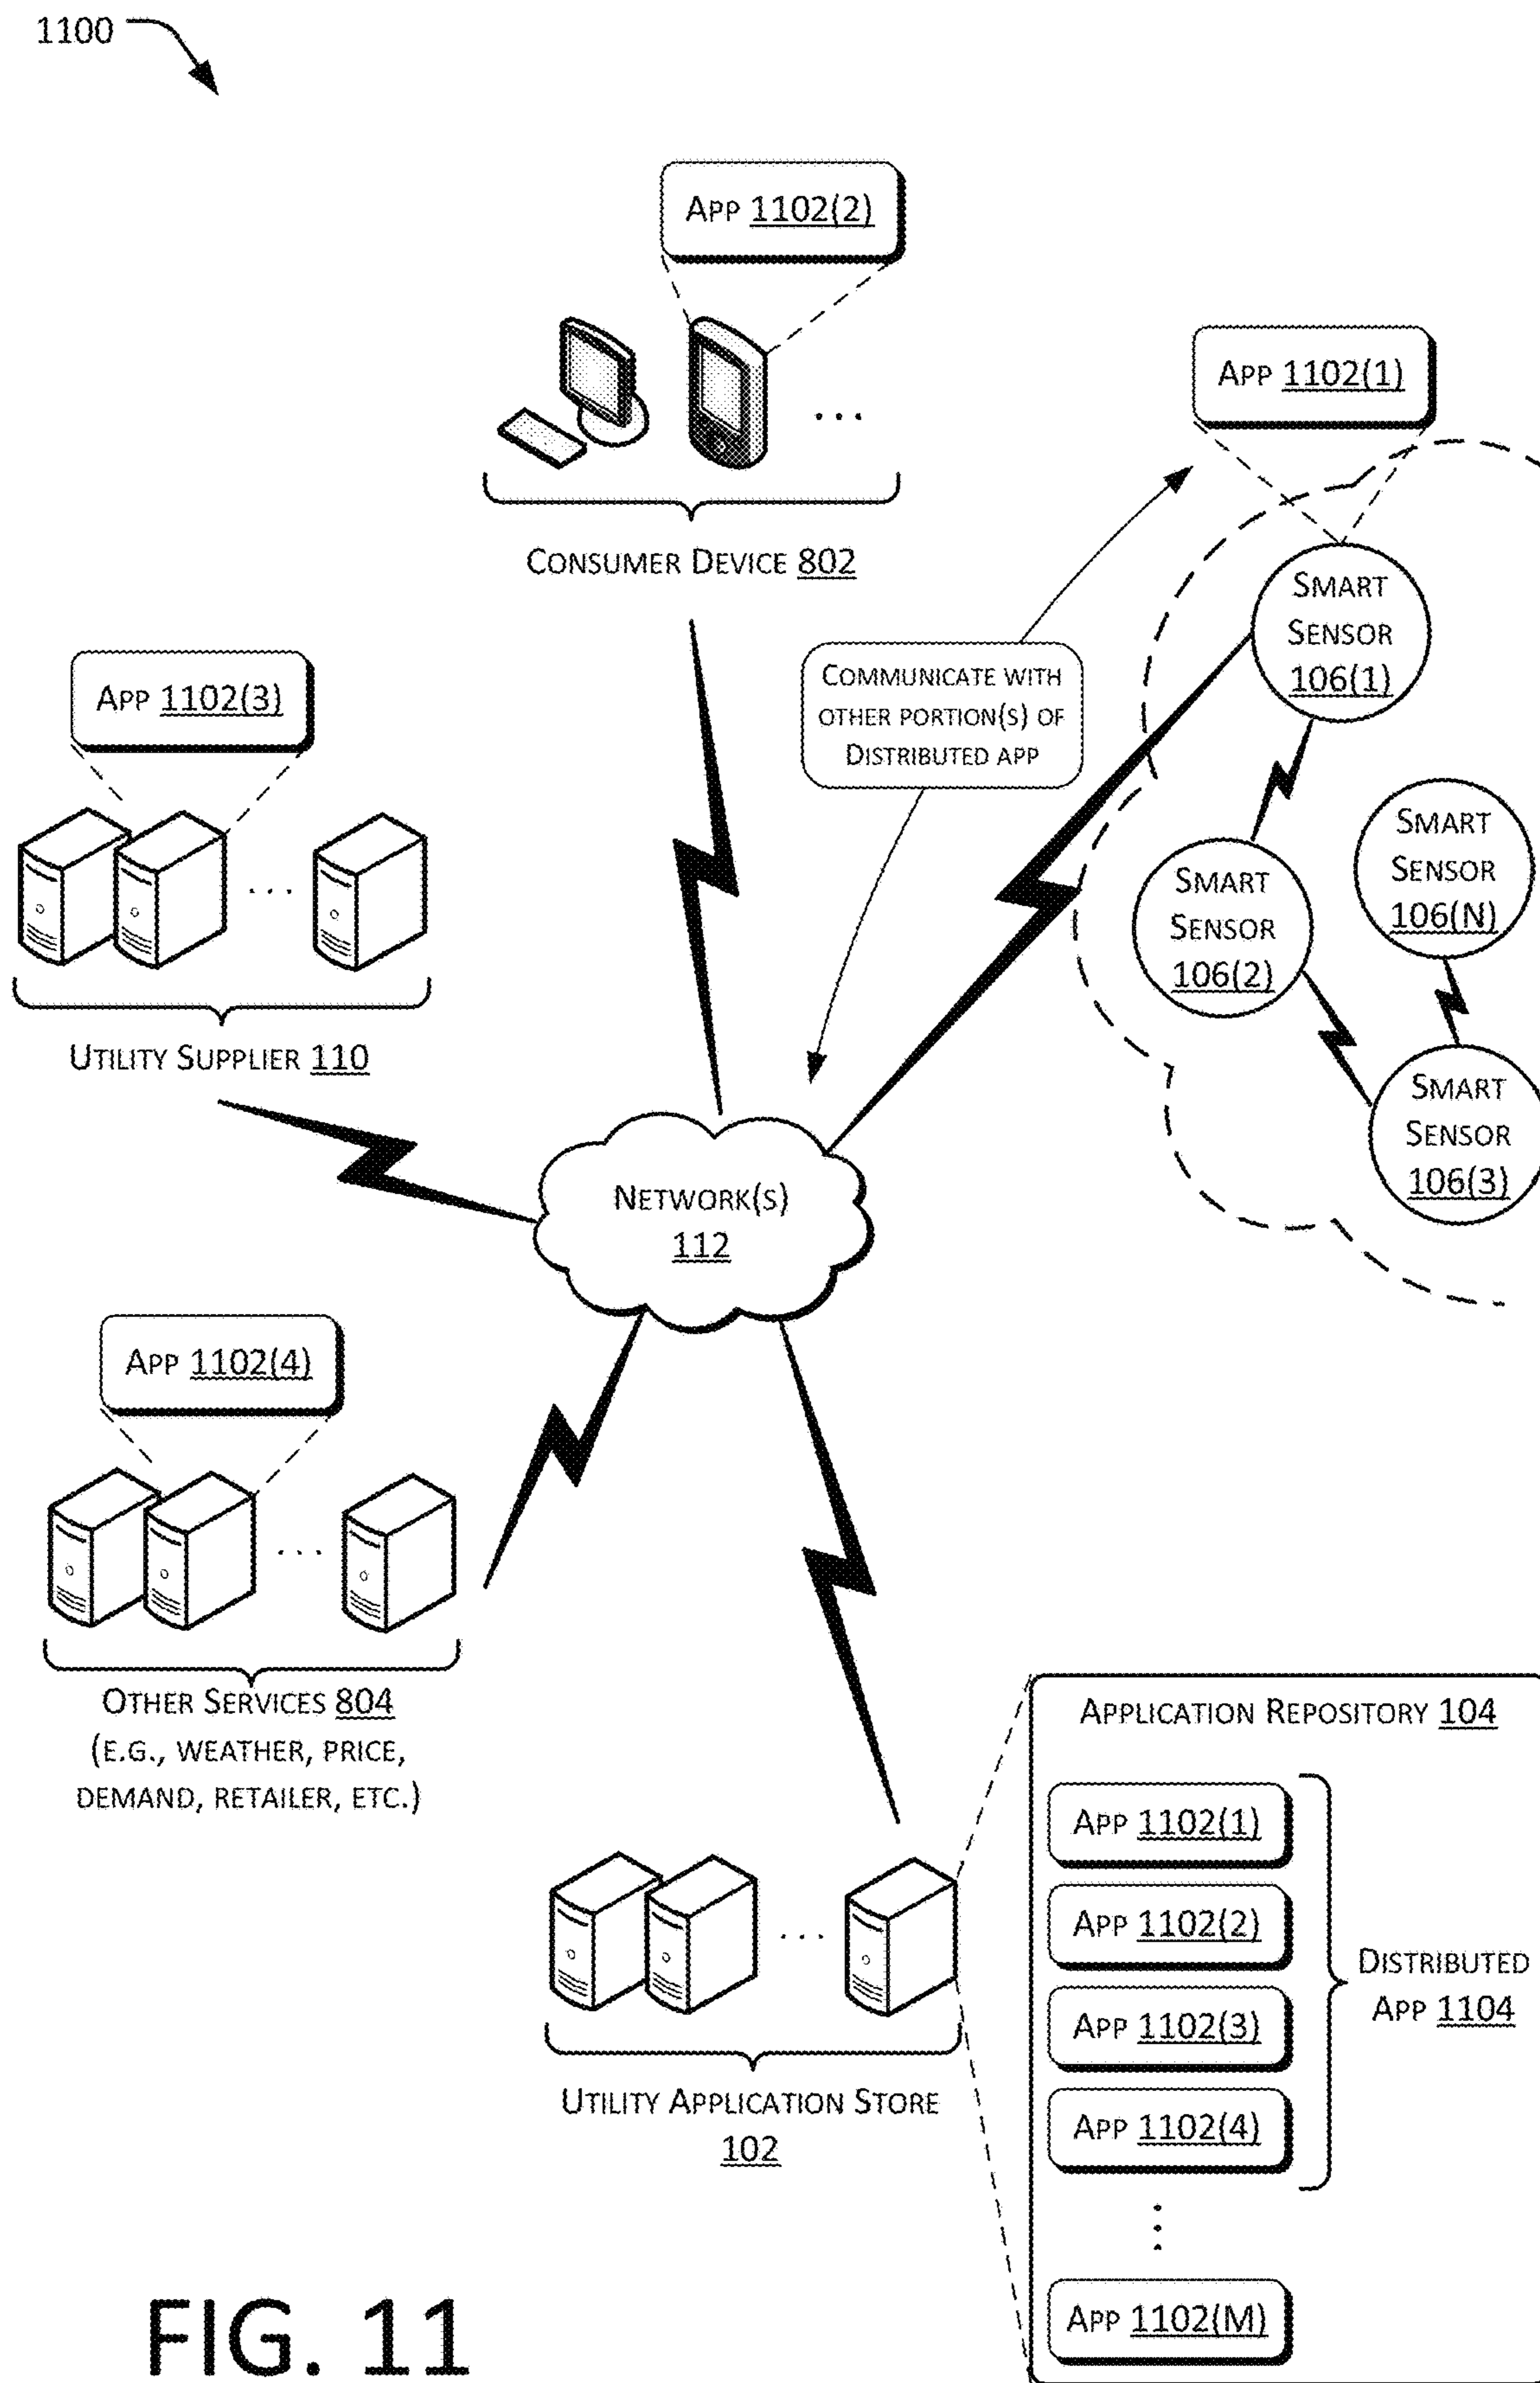 1100
APP 1102(2)
APP 1102(1)
CONSUMER DEVICE 802
SMART
SENSOR
106(1)
COMMUNICATE WITH
OTHER PORTION(S) OF
DISTRIBUTED APP
APP 1102(3)
SMART
SENSOR
106(N)
SMART
SENSOR
106(2)
UTILITY SUPPLIER 110
SMART
SENSOR
106(3)
NETWORK(S)
112
APP 1102(4)
OTHER SERVICES 804
(E.G., WEATHER, PRICE,
DEMAND, RETAILER, ETC.)
APPLICATION REPOSITORY 104
APP 1102(1)
APP 1102(2)
APP 1102(3)
APP 1102(4)
DISTRIBUTED
APP 1104
UTILITY APPLICATION STORE
102
APP 1102(M)
FIG. 11